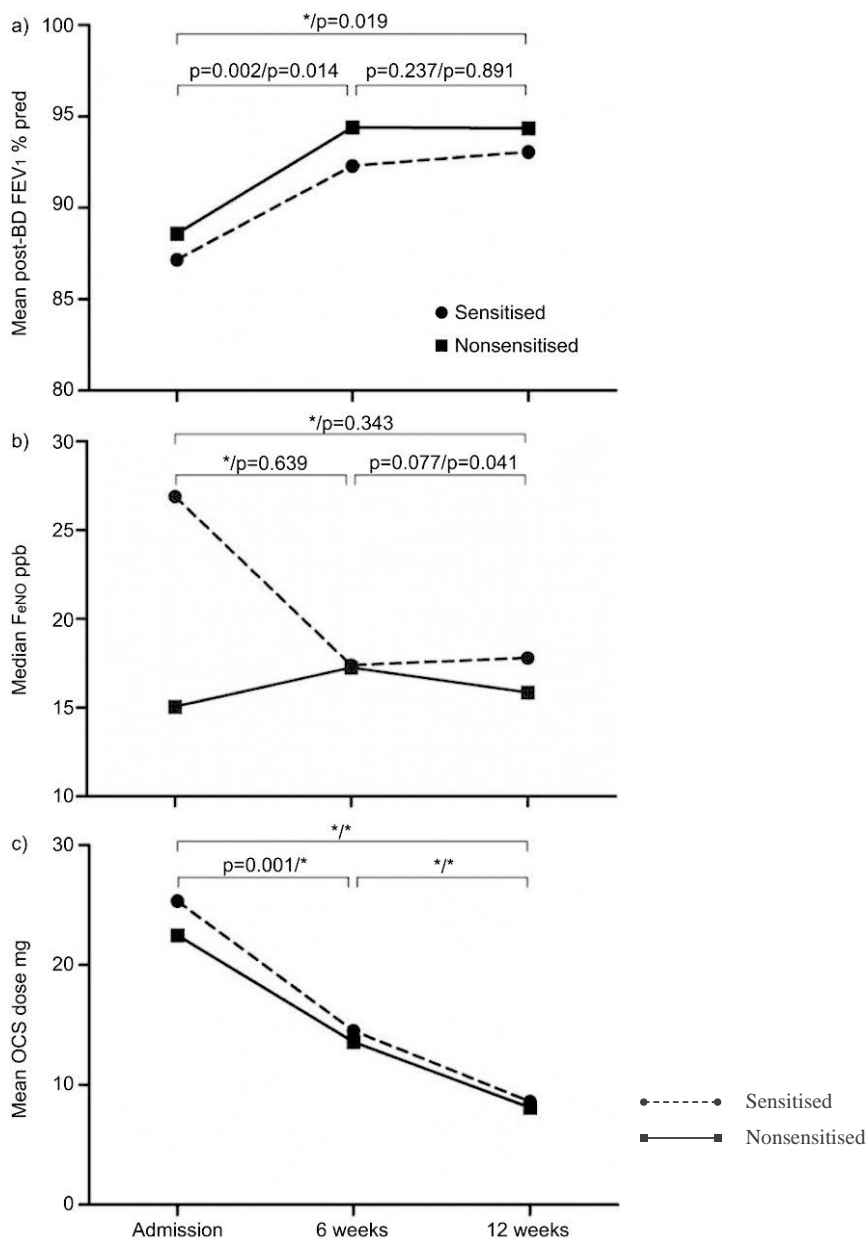 a)
Mean post-BD FEV1 % pred
100
95
90
85
80
*/p=0.019
p=0.002/p=0.014 p=0.237/p=0.891
Sensitised
Nonsensitised
b)
Median FeNO ppb
30
25
20
15
10
*/p=0.343
*/p=0.639 p=0.077/p=0.041
c)
Mean OCS dose mg
30
20
10
0
*/*
p=0.001/* */*
Sensitised
Nonsensitised
Admission 6 weeks 12 weeks